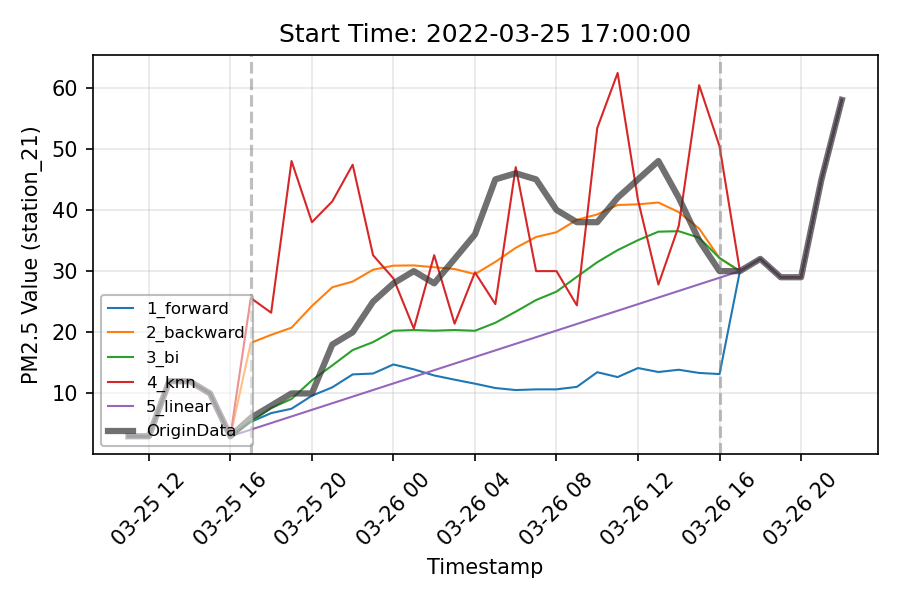 Start Time: 2022-03-25 17:00:00
PM2.5 Value (station_21)
60
50
40
30
20
10
1_forward
2_backward
3_bi
4_knn
5_linear
OriginData
03-25 12
03-25 16
03-25 20
03-26 00
03-26 04
03-26 08
03-26 12
03-26 16
03-26 20
Timestamp